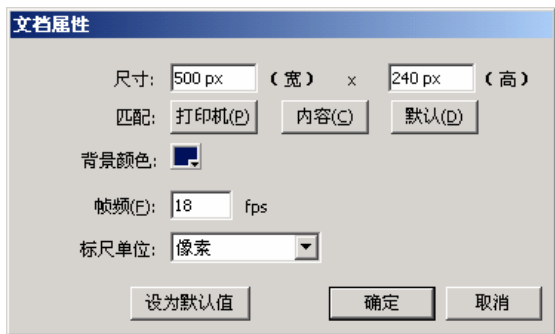 文档属性
尺寸: 500 px （宽） x 240 px （高）
匹配: 打印机(P) 内容(C) 默认(D)
背景颜色:
帧频(F): 18 fps
标尺单位: 像素
设为默认值 确定 取消